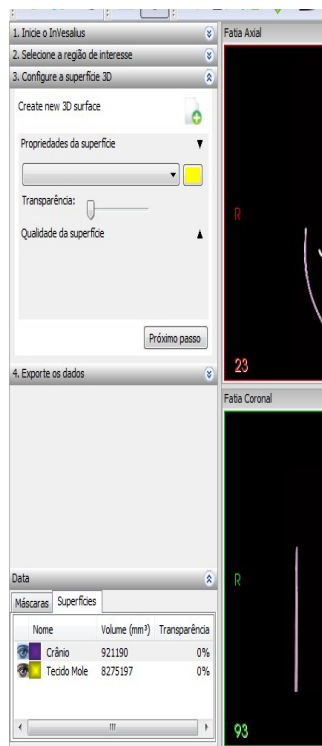 1. Inicie o InVesalius
2. Selecione a região de interesse
3. Configure a superfície 3D
Create new 3D surface
Propriedades da superfície
Transparência:
Qualidade da superfície
Próximo passo
4. Exporte os dados
Data
Máscaras Superfícies
Nome Volume (mm³) Transparência
Crânio 921190 0%
Tecido Mole 8275197 0%
Fatia Axial
R
23
Fatia Coronal
R
93